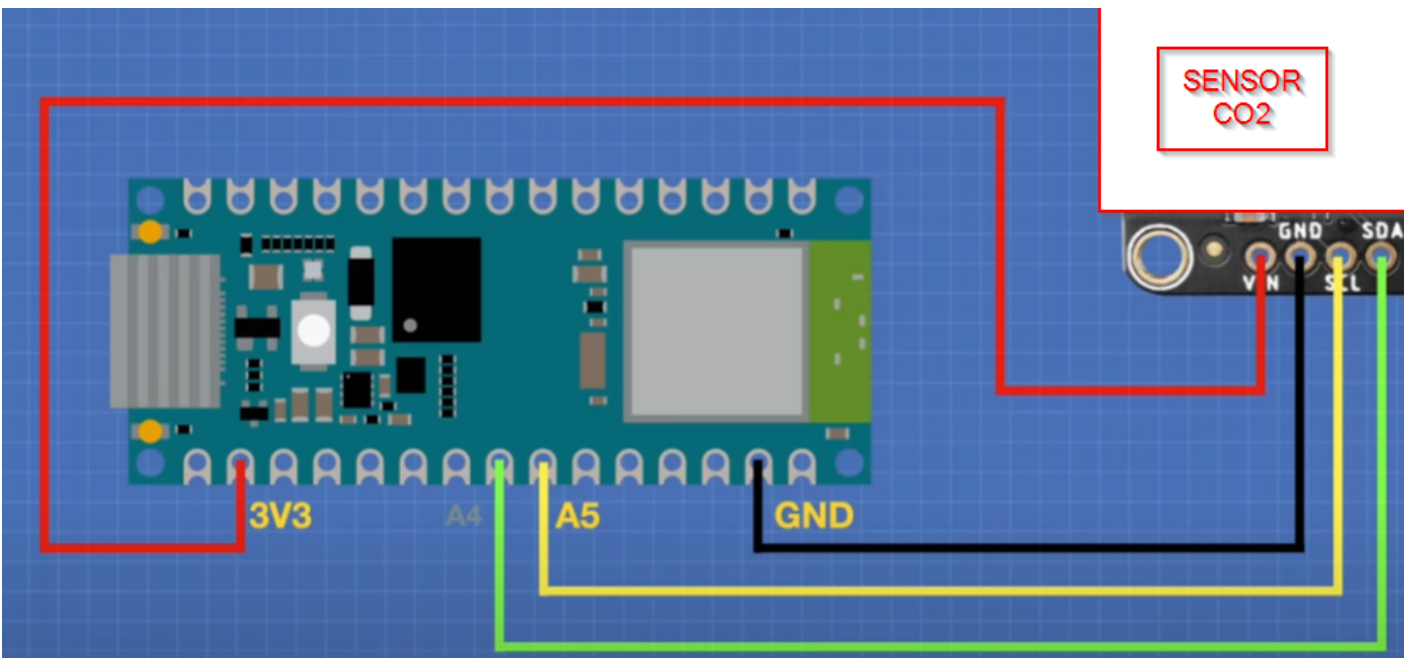 SENSOR
CO2
GND
SDA
VIN
SCL
3V3
A4
A5
GND